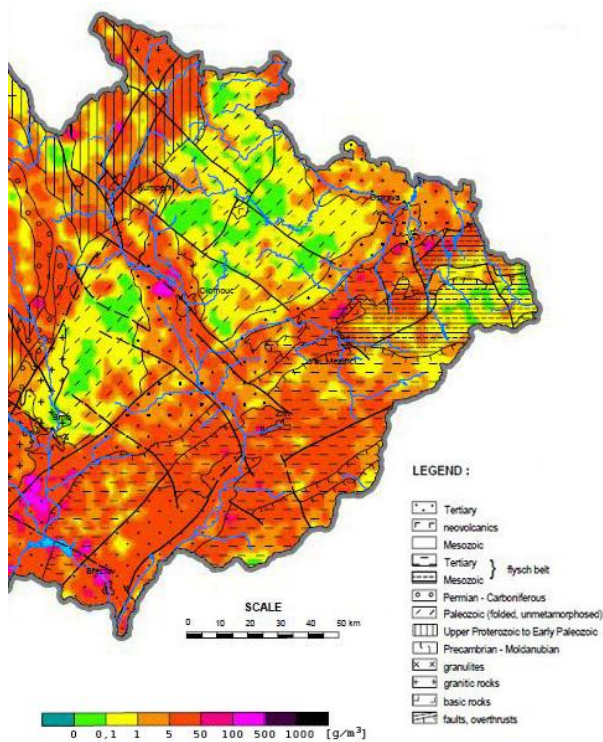 Šumperk
Ostrava
Olomouc
Val. Meziříčí
Brno
Břeclav
LEGEND :
Tertiary
neovolcanics
Mesozoic
Tertiary
Mesozoic
} flysch belt
Permian - Carboniferous
Paleozoic (folded, unmetamorphosed)
Upper Proterozoic to Early Paleozoic
Precambrian - Moldanubian
granulites
granitic rocks
basic rocks
faults, overthrusts
SCALE
0 10 20 30 40 50 km
0 0,1 1 5 50 100 500 1000 [g/m³]